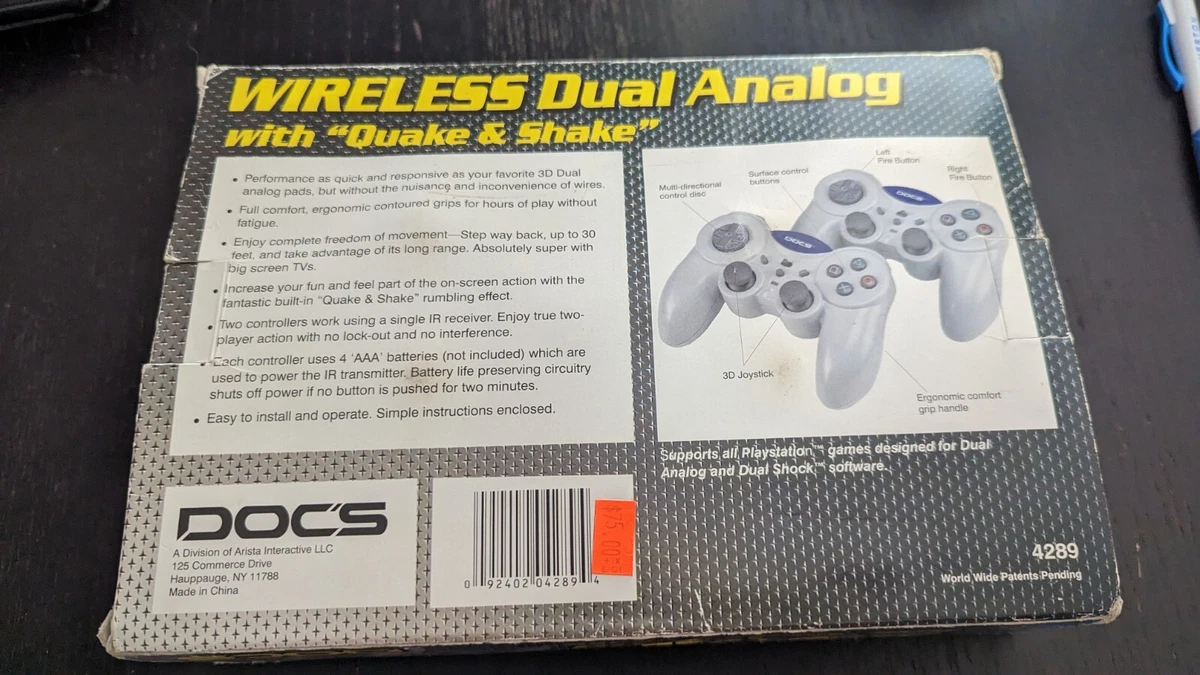 WIRELESS Dual Analog
with “Quake & Shake”
• Performance as quick and responsive as your favorite 3D Dual
analog pads, but without the nuisance and inconvenience of wires.
• Full comfort, ergonomic contoured grips for hours of play without
fatigue.
• Enjoy complete freedom of movement—Step way back, up to 30
feet, and take advantage of its long range. Absolutely super with
big screen TVs.
• Increase your fun and feel part of the on-screen action with the
fantastic built-in “Quake & Shake” rumbling effect.
• Two controllers work using a single IR receiver. Enjoy true two-
player action with no lock-out and no interference.
• Each controller uses 4 ‘AAA’ batteries (not included) which are
used to power the IR transmitter. Battery life preserving circuitry
shuts off power if no button is pushed for two minutes.
• Easy to install and operate. Simple instructions enclosed.
Left
Fire Button
Right
Fire Button
Surface control
buttons
Multi-directional
control disc
DOCS
DOCS
3D Joystick
Ergonomic comfort
grip handle
Supports all Playstation™ games designed for Dual
Analog and Dual Shock™ software.
DOC'S
A Division of Arista Interactive LLC
125 Commerce Drive
Hauppauge, NY 11788
Made in China
0 92402 04289 4
$75.00
4289
World Wide Patents Pending